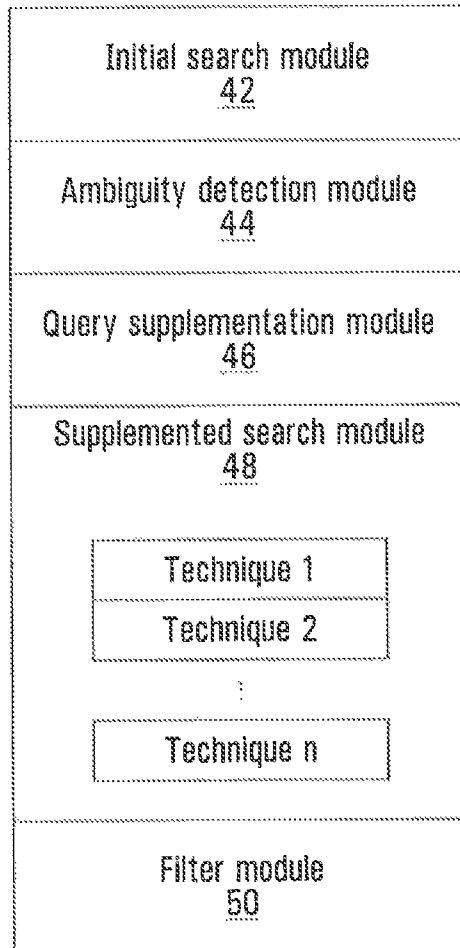 Initial search module
42
Ambiguity detection module
44
Query supplementation module
46
Supplemented search module
48
Technique 1
Technique 2
⋮
Technique n
Filter module
50